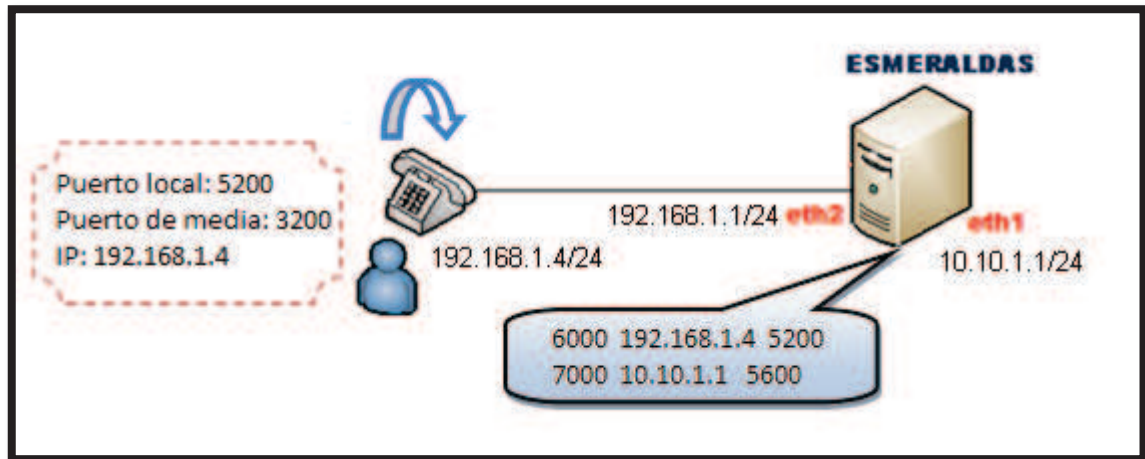 ESMERALDAS
Puerto local: 5200
Puerto de media: 3200
IP: 192.168.1.4
192.168.1.1/24 eth2
eth1
192.168.1.4/24
10.10.1.1/24
6000 192.168.1.4 5200
7000 10.10.1.1 5600